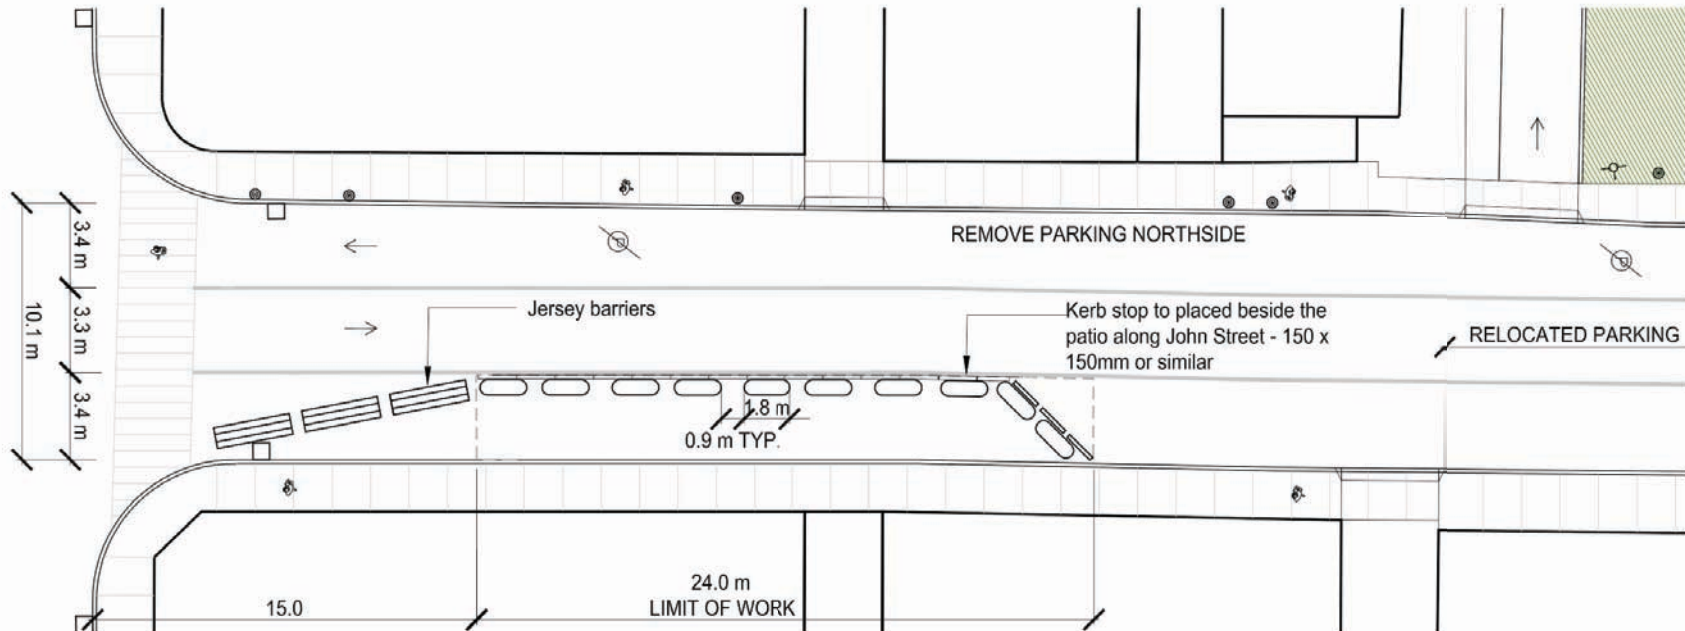 REMOVE PARKING NORTHSIDE
3.4 m
3.3 m
3.4 m
10.1 m
Jersey barriers
Kerb stop to placed beside the
patio along John Street - 150 x
150mm or similar
RELOCATED PARKING
1.8 m
0.9 m TYP.
24.0 m
15.0
LIMIT OF WORK